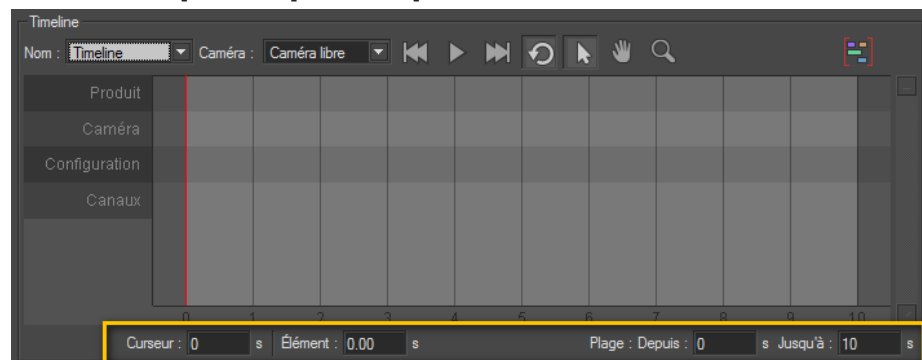 Timeline
Nom : Timeline Caméra : Caméra libre
Produit
Caméra
Configuration
Canaux
0 1 2 3 4 5 6 7 8 9 10
Curseur : 0 s Élément : 0.00 s Plage : Depuis : 0 s Jusqu'à : 10 s